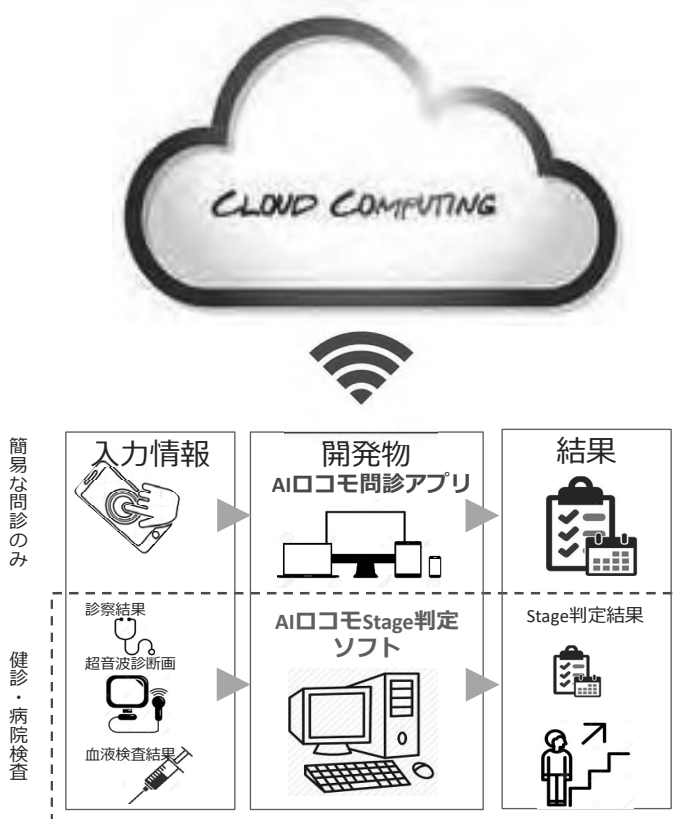 CLOUD COMPUTING
簡易な問診のみ
入力情報
開発物
AIロコモ問診アプリ
結果
健診・病院検査
診察結果
超音波診断画
血液検査結果
AIロコモStage判定
ソフト
Stage判定結果